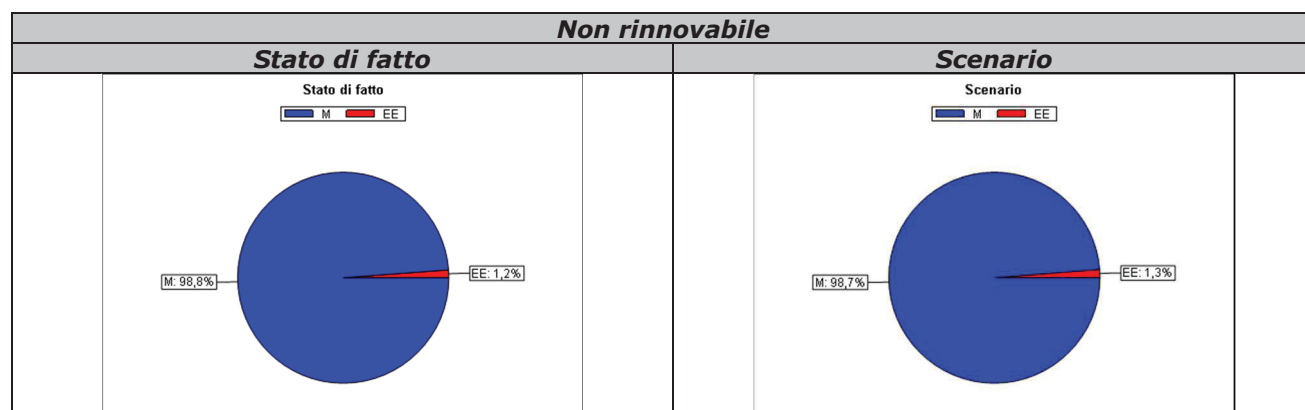 Non rinnovabile
Stato di fatto
Scenario
Stato di fatto
M EE
M: 98,8%
EE: 1,2%
Scenario
M EE
M: 98,7%
EE: 1,3%